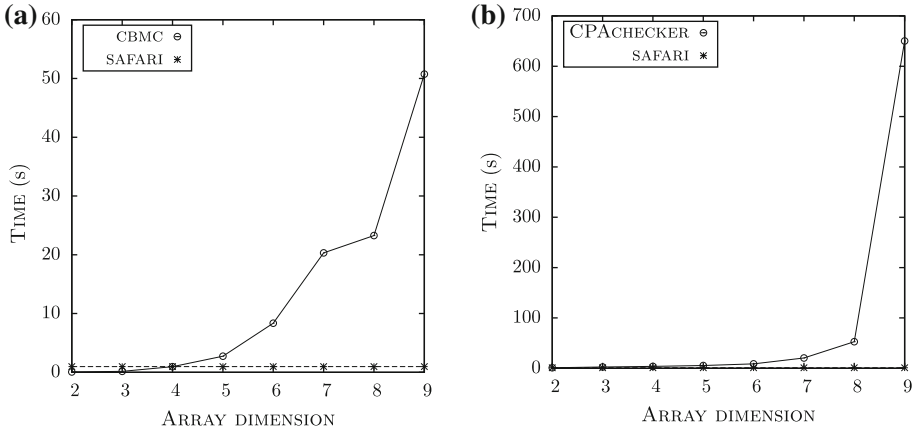 (a)
60
50
40
30
20
10
0
CBMC
SAFARI
TIME (s)
2 3 4 5 6 7 8 9
ARRAY DIMENSION
(b)
700
600
500
400
300
200
100
0
CPACHECKER
SAFARI
TIME (s)
2 3 4 5 6 7 8 9
ARRAY DIMENSION